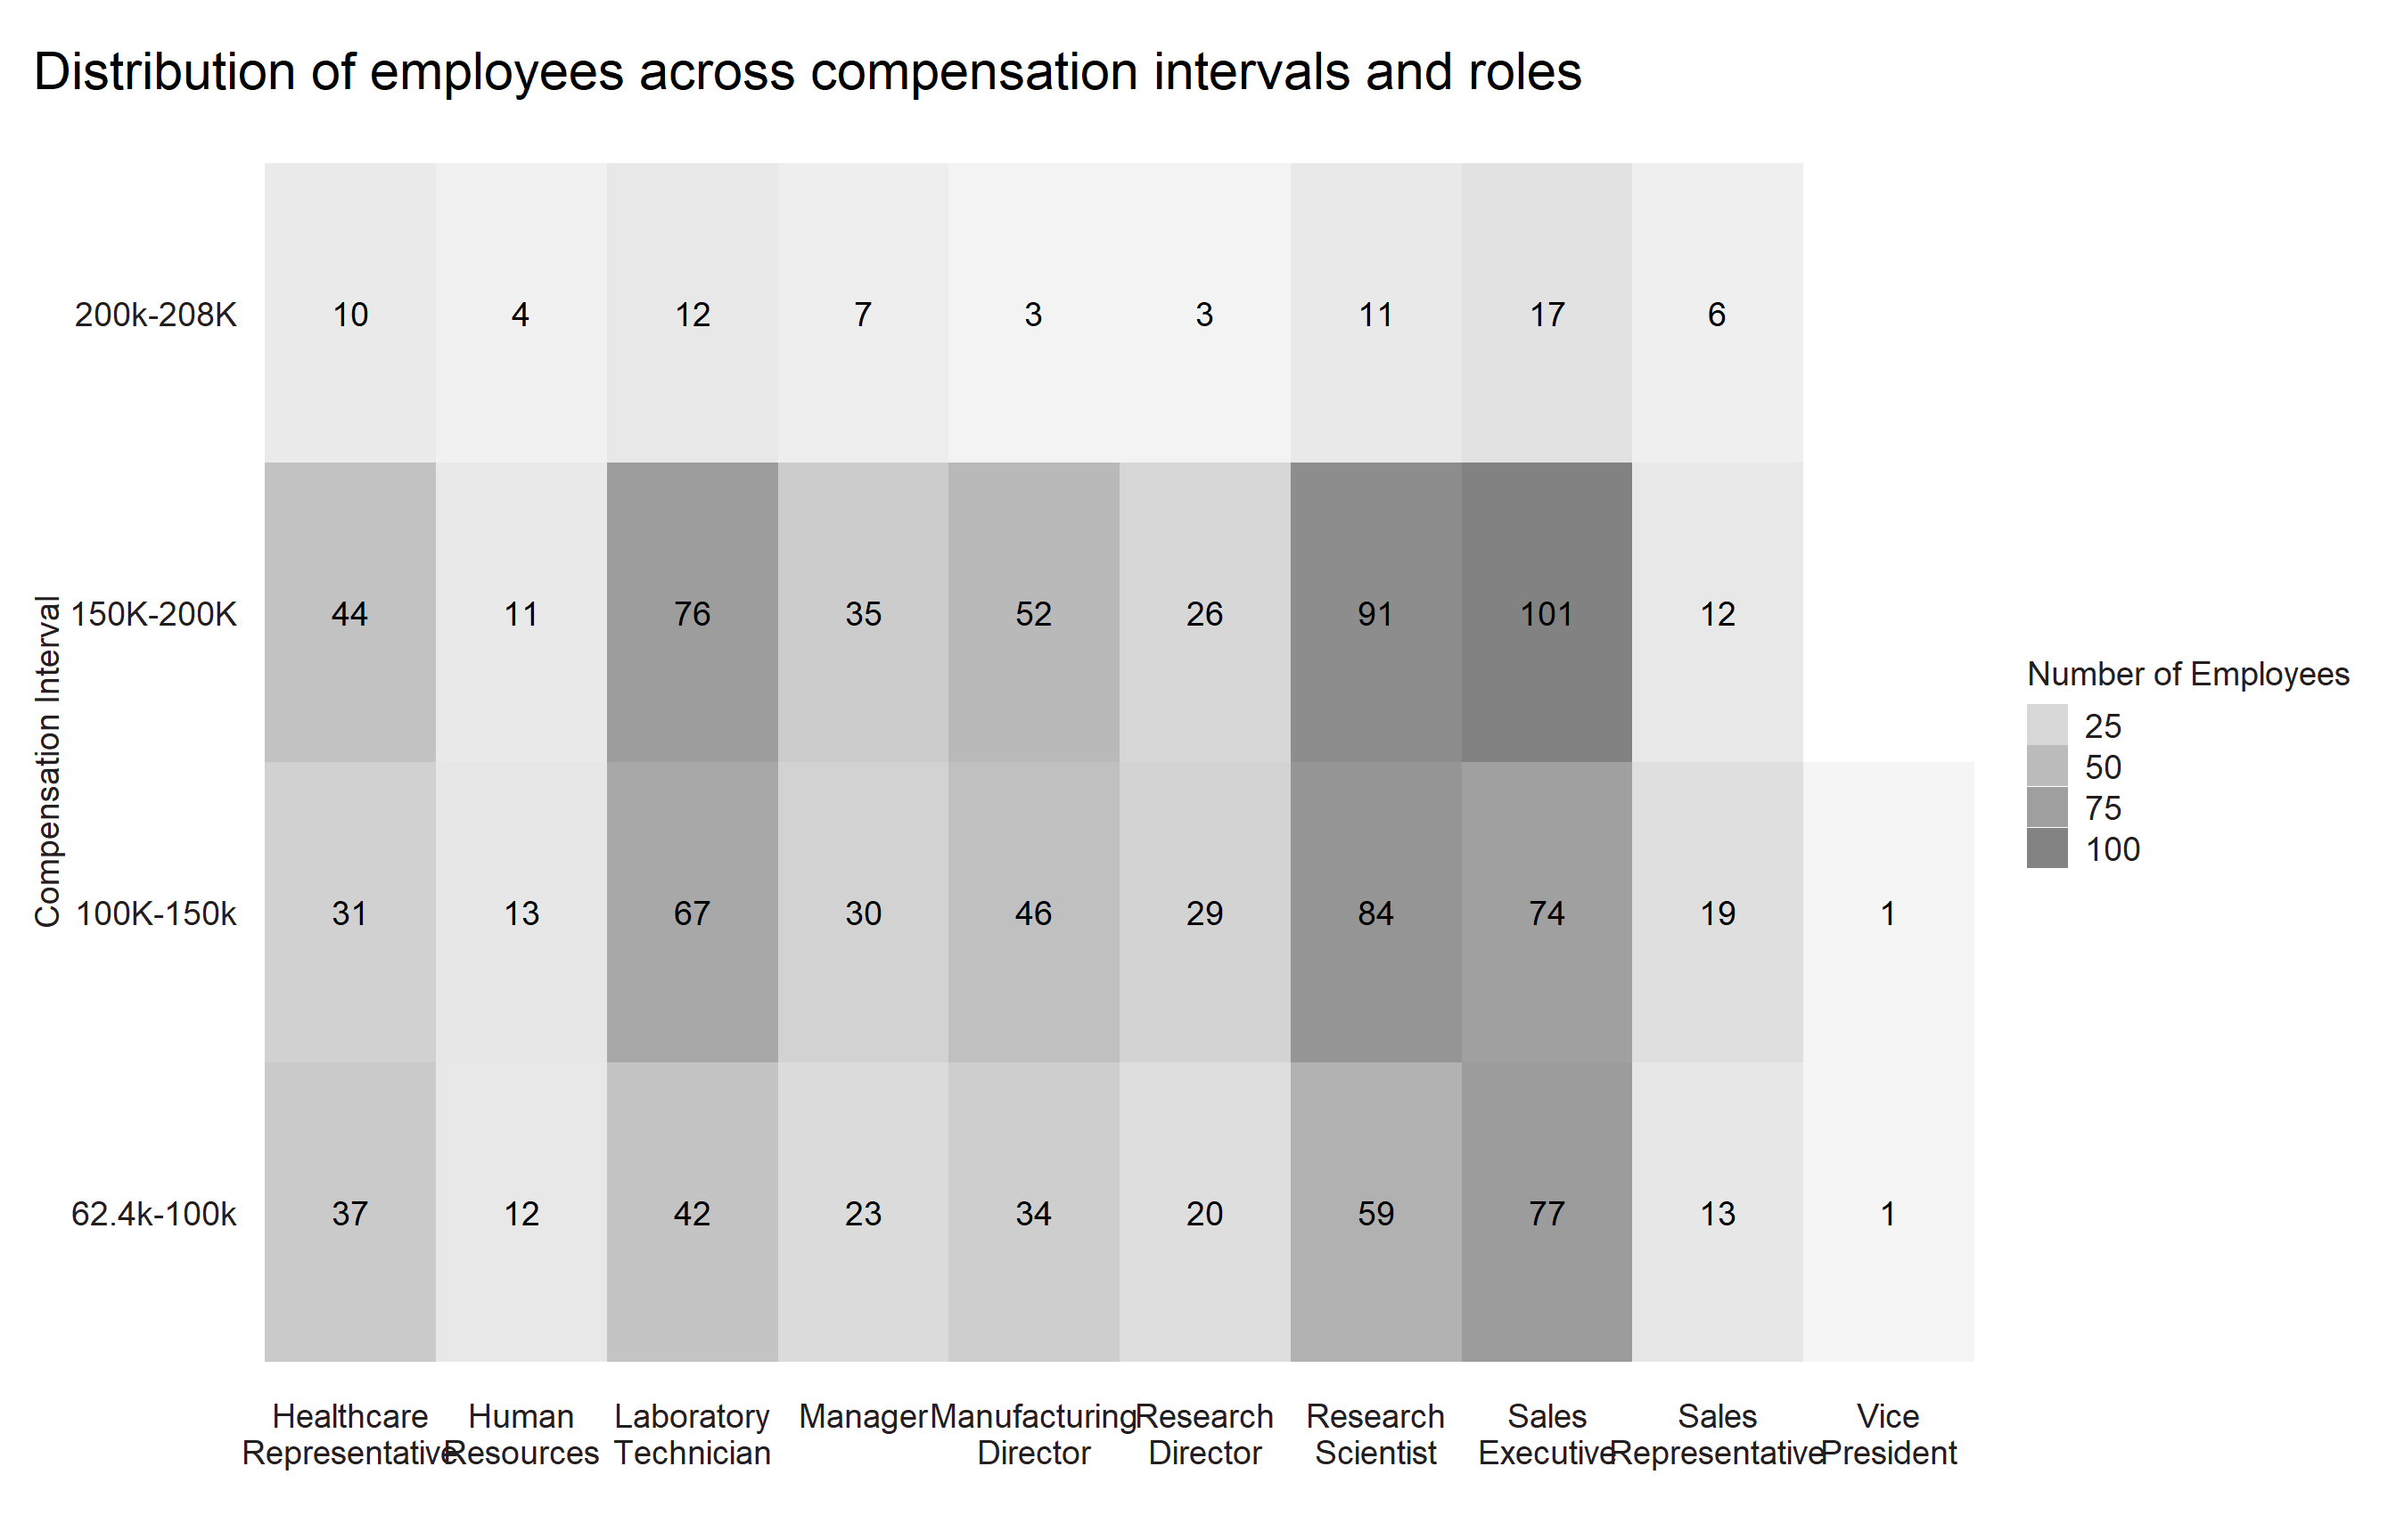 Distribution of employees across compensation intervals and roles
Compensation Interval
200k-208K 10 4 12 7 3 3 11 17 6
150K-200K 44 11 76 35 52 26 91 101 12
100K-150k 31 13 67 30 46 29 84 74 19 1
62.4k-100k 37 12 42 23 34 20 59 77 13 1
Healthcare Human Laboratory Manager Manufacturing Research Research Sales Sales Vice
Representative Resources Technician Director Director Scientist Executive Representative President
Number of Employees
25
50
75
100